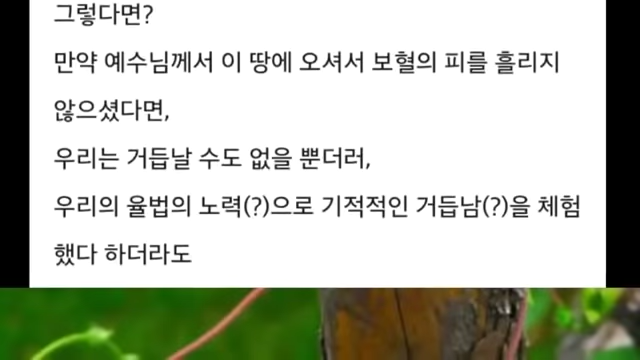 그렇다면?
만약 예수님께서 이 땅에 오셔서 보혈의 피를 흘리지
않으셨다면,
우리는 거듭날 수도 없을 뿐더러,
우리의 율법의 노력(?)으로 기적적인 거듭남(?)을 체험
했다 하더라도